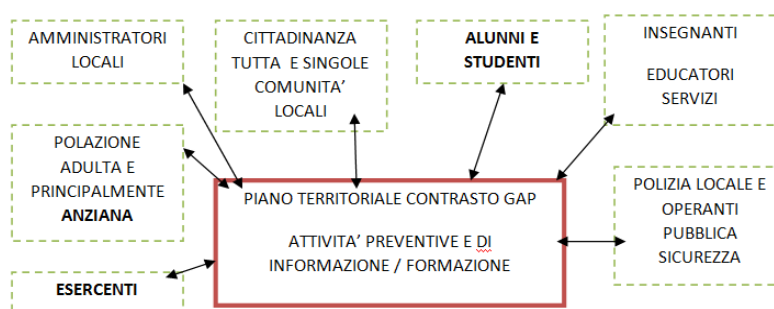 AMMINISTRATORI
LOCALI
CITTADINANZA
TUTTA E SINGOLE
COMUNITA’
LOCALI
ALUNNI E
STUDENTI
INSEGNANTI
EDUCATORI
SERVIZI
POLAZIONE
ADULTA E
PRINCIPALMENTE
ANZIANA
PIANO TERRITORIALE CONTRASTO GAP
ATTIVITA’ PREVENTIVE E DI
INFORMAZIONE / FORMAZIONE
POLIZIA LOCALE E
OPERANTI
PUBBLICA
SICUREZZA
ESERCENTI